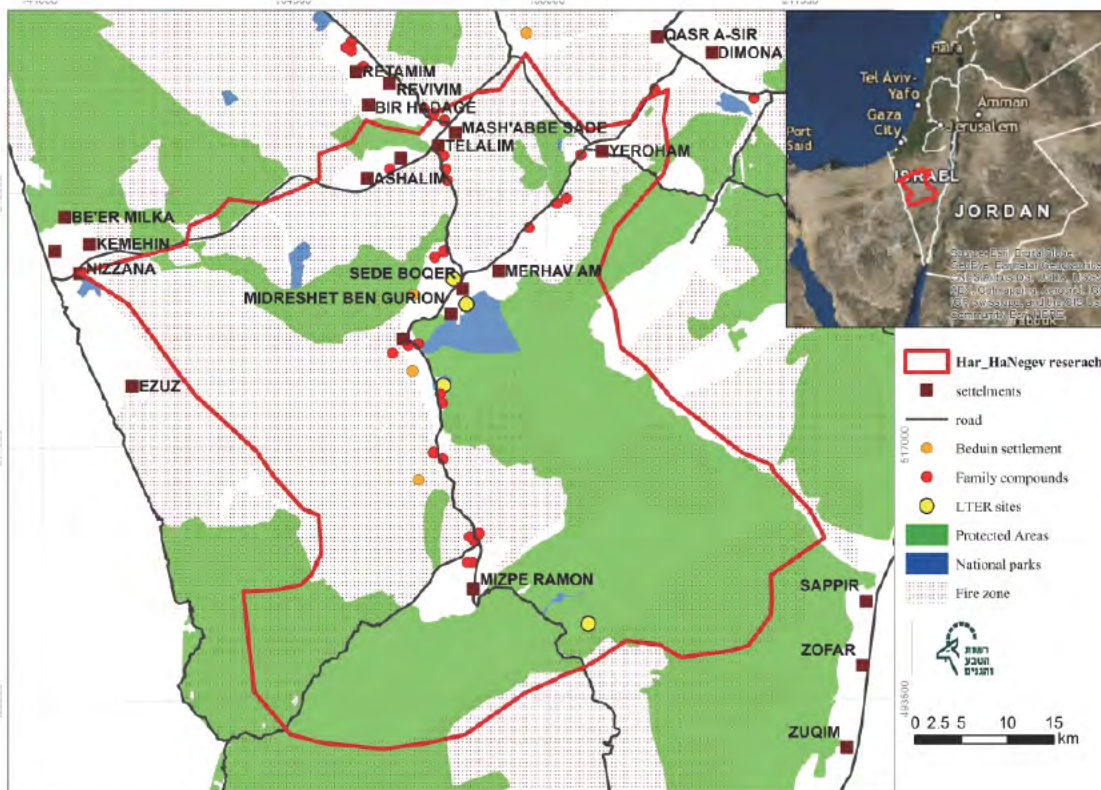 QASR A-SIR
DIMONA
RETAMIM
REVIVIM
BIR HADAGE
MASH'ABBE SADE
TELALIM
YEROHAM
ASHALIM
BE'ER MILKA
KEMEHIN
NIZZANA
SEDE BOQER
MERHAV AM
MIDRESHET BEN GURION
EZUZ
MIZPE RAMON
SAPPIR
ZOFAR
ZUQIM
517000
493500
Haifa
Tel Aviv-
Yafo
Amman
Gaza
City
Jerusalem
Port
Said
ISRAEL
JORDAN
Har_HaNegev reserach
settelments
road
Beduin settlement
Family compounds
LTER sites
Protected Areas
National parks
Fire zone
רשות
הטבע
והגנים
0 2.5 5 10 15
km